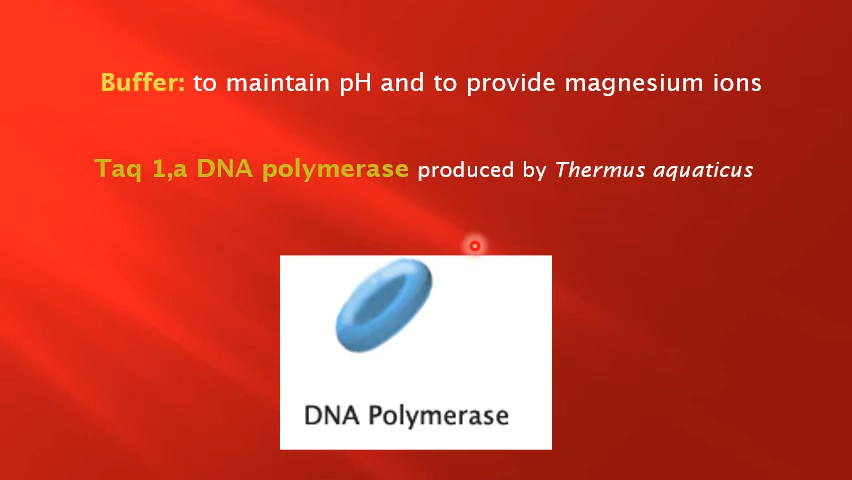 Buffer: to maintain pH and to provide magnesium ions
Taq 1,a DNA polymerase produced by Thermus aquaticus
DNA Polymerase